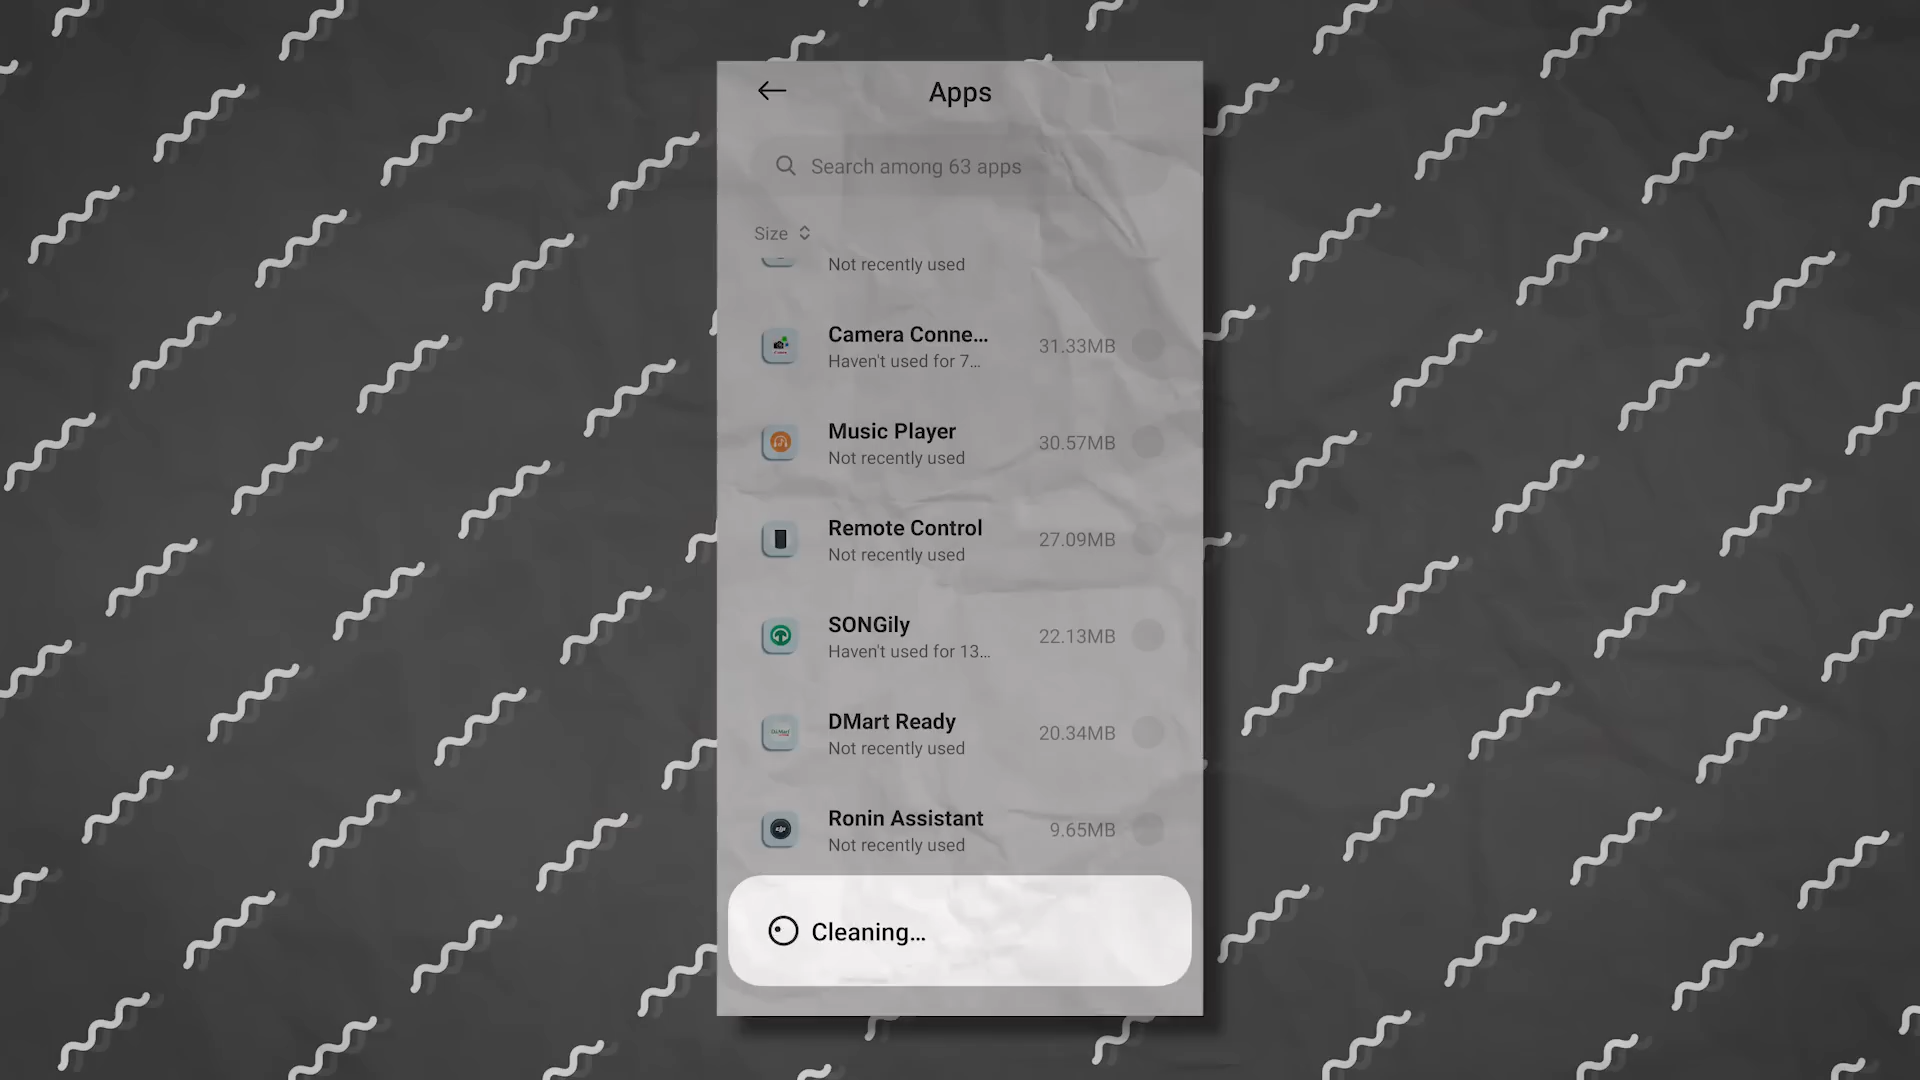 Apps
Search among 63 apps
Size
Not recently used
Camera Conne...
31.33MB
Haven't used for 7...
Music Player
30.57MB
Not recently used
Remote Control
27.09MB
Not recently used
SONGily
22.13MB
Haven't used for 13...
DMart Ready
20.34MB
Not recently used
Ronin Assistant
9.65MB
Not recently used
Cleaning...